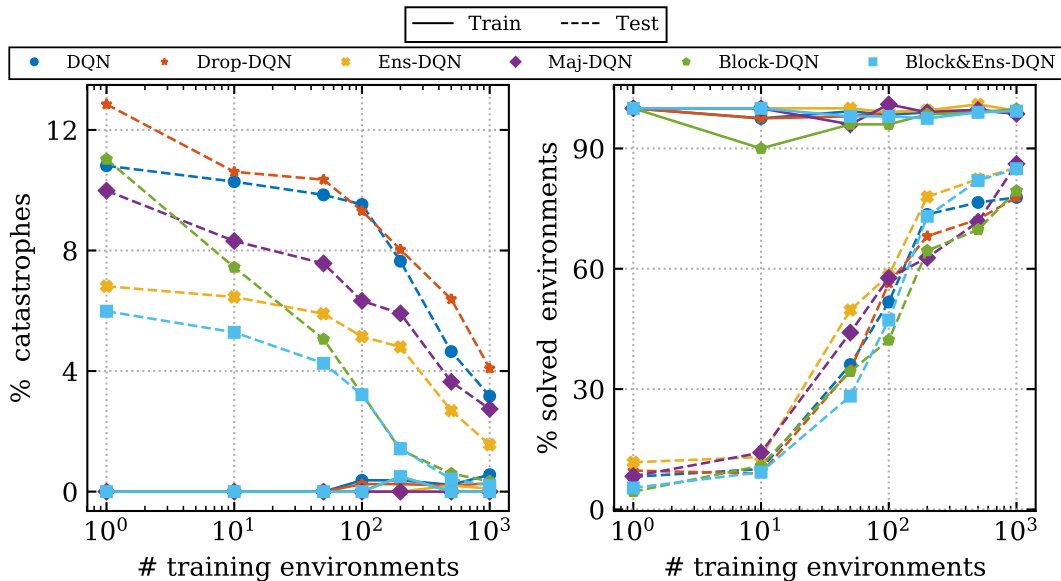 Train Test
DQN Drop-DQN Ens-DQN Maj-DQN Block-DQN Block&Ens-DQN
% catastrophes
12
8
4
0
10^0 10^1 10^2 10^3
# training environments
% solved environments
90
60
30
0
10^0 10^1 10^2 10^3
# training environments